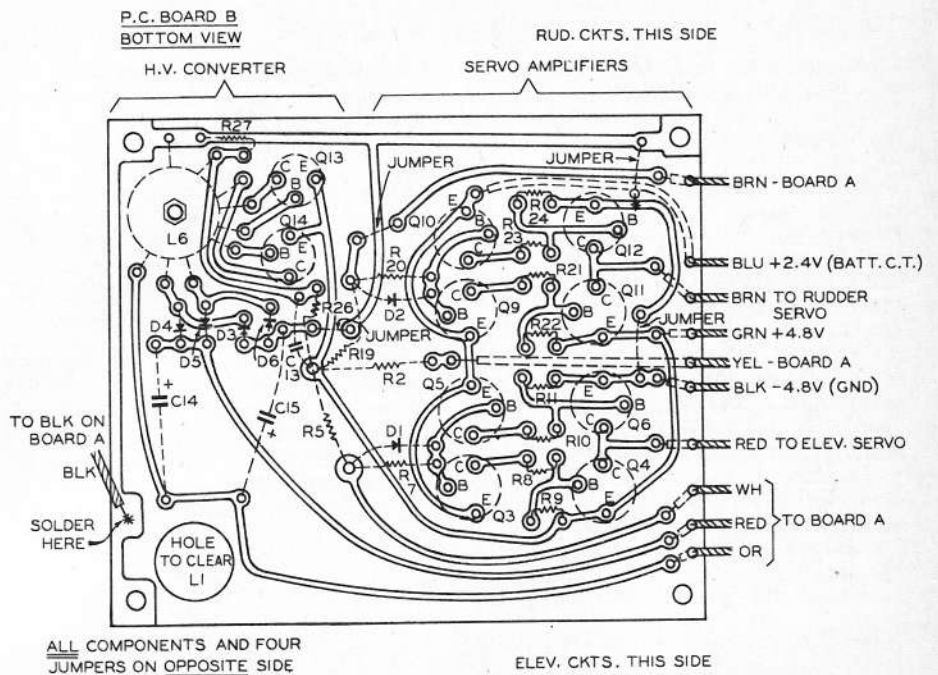 P.C. BOARD B
BOTTOM VIEW
RUD. CKTS. THIS SIDE
H.V. CONVERTER
SERVO AMPLIFIERS
R27
Q13
C
E
B
JUMPER
JUMPER
BRN - BOARD A
Q10
E
B
R
24
E
B
Q14
B
C
L6
R
20
R
23
Q12
C
BLU +2.4V (BATT. C.T.)
R21
C
Q9
Q11
BRN TO RUDDER
SERVO
D2
R26
B
E
B
R22
E
JUMPER
GRN +4.8V
D4
D3
D5
D6
C
13
JUMPER
R19
R2
YEL - BOARD A
Q5
E
R11
E
BLK - 4.8V (GND)
C14
+
C15
+
B
C
B
Q6
TO BLK ON
BOARD A
R5
D1
R10
C
RED TO ELEV. SERVO
BLK
R
7
C
B
R8
Q4
C
B
E
Q3
R9
E
WH
RED
OR
TO BOARD A
SOLDER
HERE
HOLE
TO CLEAR
L1
ALL COMPONENTS AND FOUR
JUMPERS ON OPPOSITE SIDE
ELEV. CKTS. THIS SIDE